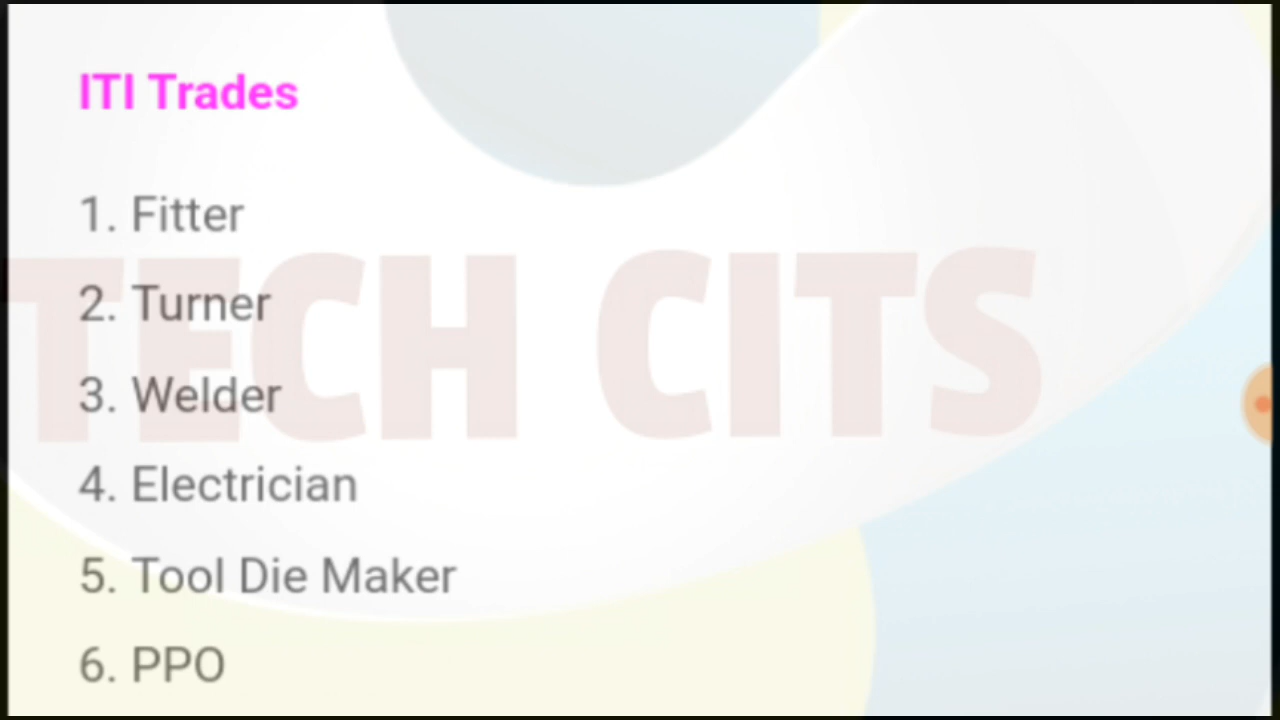 ITI Trades
1. Fitter
TECH CITS
2. Turner
3. Welder
4. Electrician
5. Tool Die Maker
6. PPO